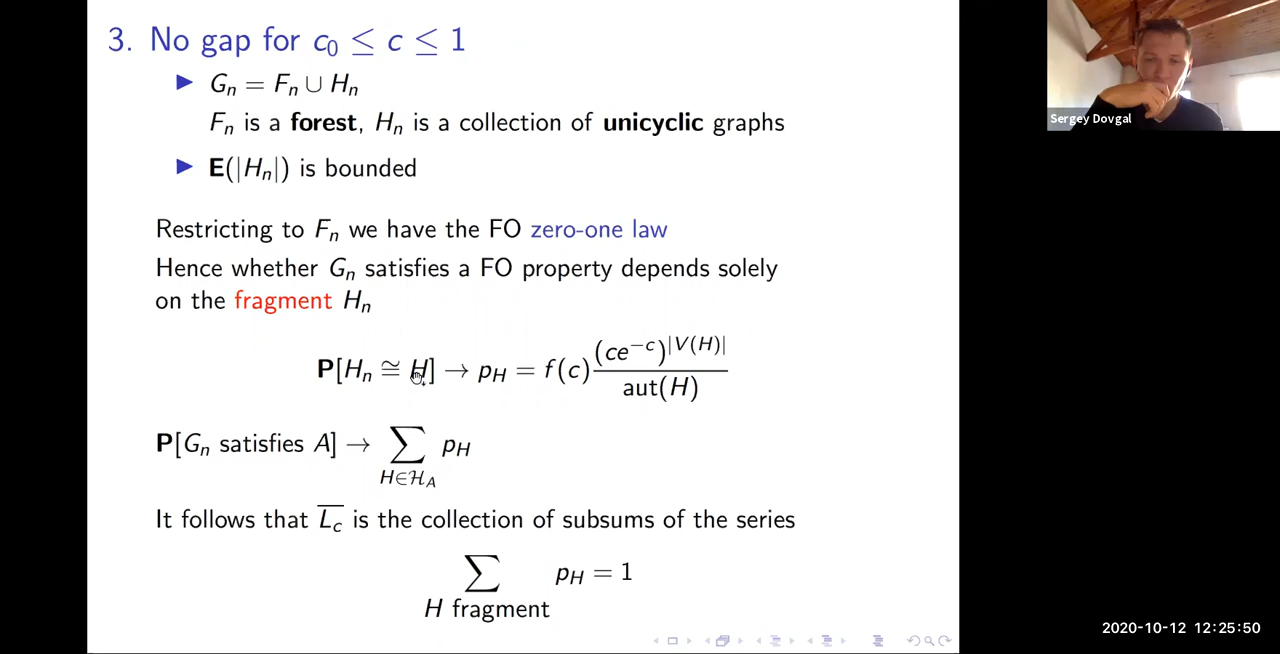 3. No gap for c₀ ≤ c ≤ 1
▶ Gₙ = Fₙ ∪ Hₙ
Fₙ is a forest, Hₙ is a collection of unicyclic graphs
▶ E(|Hₙ|) is bounded
Restricting to Fₙ we have the FO zero-one law
Hence whether Gₙ satisfies a FO property depends solely
on the fragment Hₙ
P[Hₙ ≅ H] → p_H = f(c) (ce^{-c})^{|V(H)|} / aut(H)
P[Gₙ satisfies A] → ∑_{H∈ℋ_A} p_H
It follows that \overline{L_c} is the collection of subsums of the series
∑_{H fragment} p_H = 1
Sergey Dovgal
2020-10-12 12:25:50